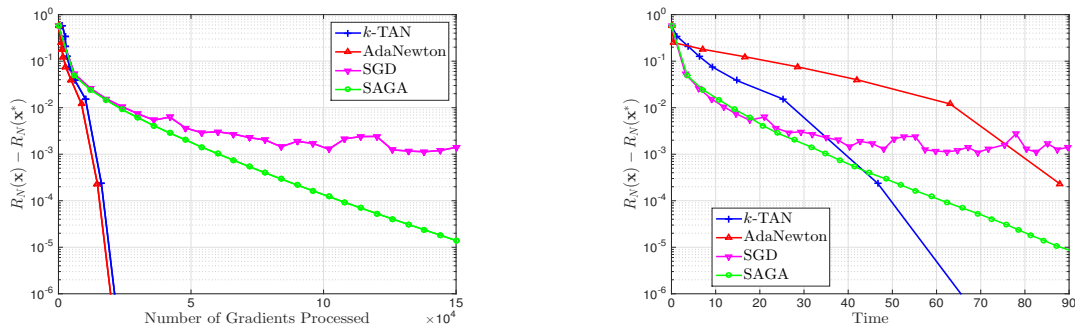 10^0
10^-1
10^-2
10^-3
10^-4
10^-5
10^-6
R_N(x) − R_N(x*)
k-TAN
AdaNewton
SGD
SAGA
0 5 10 15
×10^4
Number of Gradients Processed
10^0
10^-1
10^-2
10^-3
10^-4
10^-5
10^-6
R_N(x) − R_N(x*)
k-TAN
AdaNewton
SGD
SAGA
0 10 20 30 40 50 60 70 80 90
Time